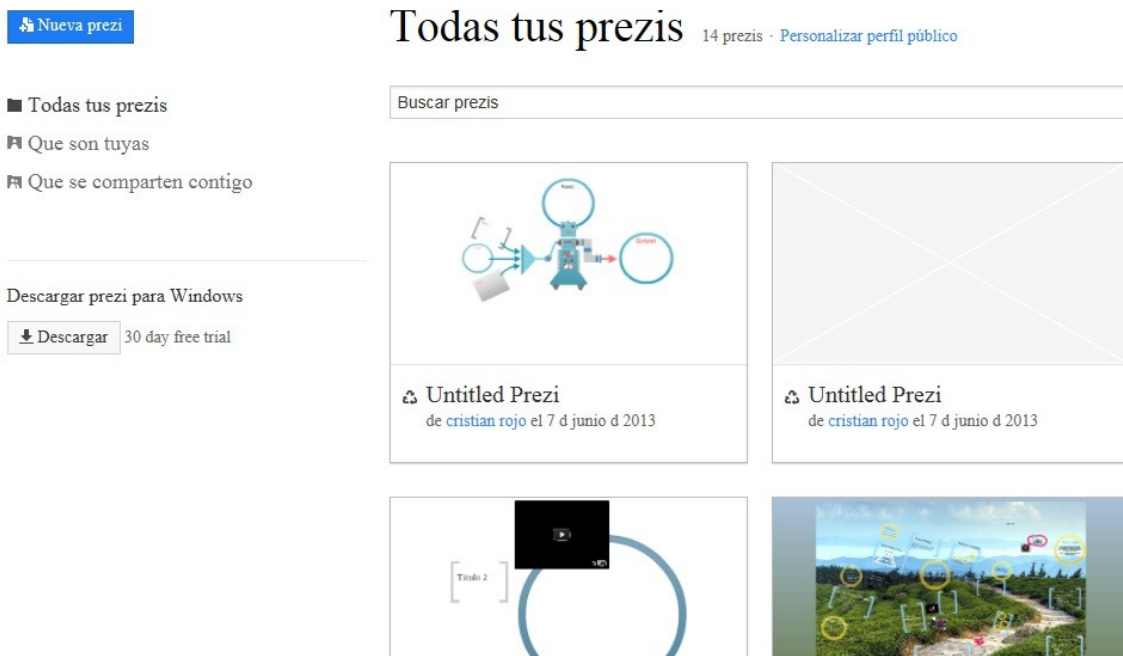 Nueva prezi
Todas tus prezis
Que son tuyas
Que se comparten contigo
Descargar prezi para Windows
Descargar 30 day free trial
Todas tus prezis 14 prezis · Personalizar perfil público
Buscar prezis
Output
Untitled Prezi
de cristian rojo el 7 d junio d 2013
Untitled Prezi
de cristian rojo el 7 d junio d 2013
Título 2